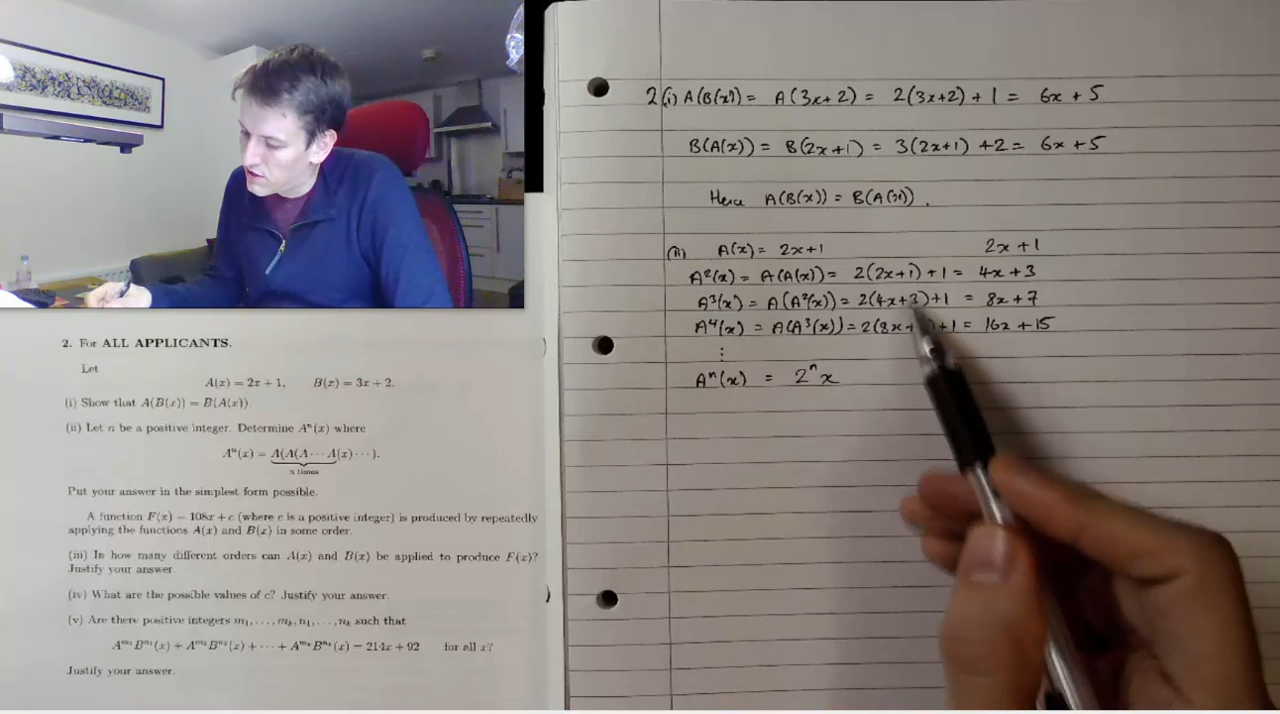 2. For ALL APPLICANTS.
Let
A(x) = 2x + 1, B(x) = 3x + 2.
(i) Show that A(B(x)) = B(A(x)).
(ii) Let n be a positive integer. Determine Aⁿ(x) where
Aⁿ(x) = A(A(A ⋯ A(x) ⋯ ).
n times
Put your answer in the simplest form possible.
A function F(x) = 108x + c (where c is a positive integer) is produced by repeatedly
applying the functions A(x) and B(x) in some order.
(iii) In how many different orders can A(x) and B(x) be applied to produce F(x)?
Justify your answer.
(iv) What are the possible values of c? Justify your answer.
(v) Are there positive integers m₁, . . . , mₖ, n₁, . . . , nₖ such that
Aᵐ¹Bⁿ¹(x) + Aᵐ²Bⁿ²(x) + ⋯ + AᵐᵏBⁿᵏ(x) = 214x + 92 for all x?
Justify your answer.
2(i) A(B(x)) = A(3x+2) = 2(3x+2) + 1 = 6x + 5
B(A(x)) = B(2x+1) = 3(2x+1) + 2 = 6x + 5
Hence A(B(x)) = B(A(x)).
(ii) A(x) = 2x+1 2x+1
A²(x) = A(A(x)) = 2(2x+1) + 1 = 4x + 3
A³(x) = A(A²(x)) = 2(4x+3) + 1 = 8x + 7
A⁴(x) = A(A³(x)) = 2(8x+ )+1 = 16x + 15
⋮
Aⁿ(x) = 2ⁿx